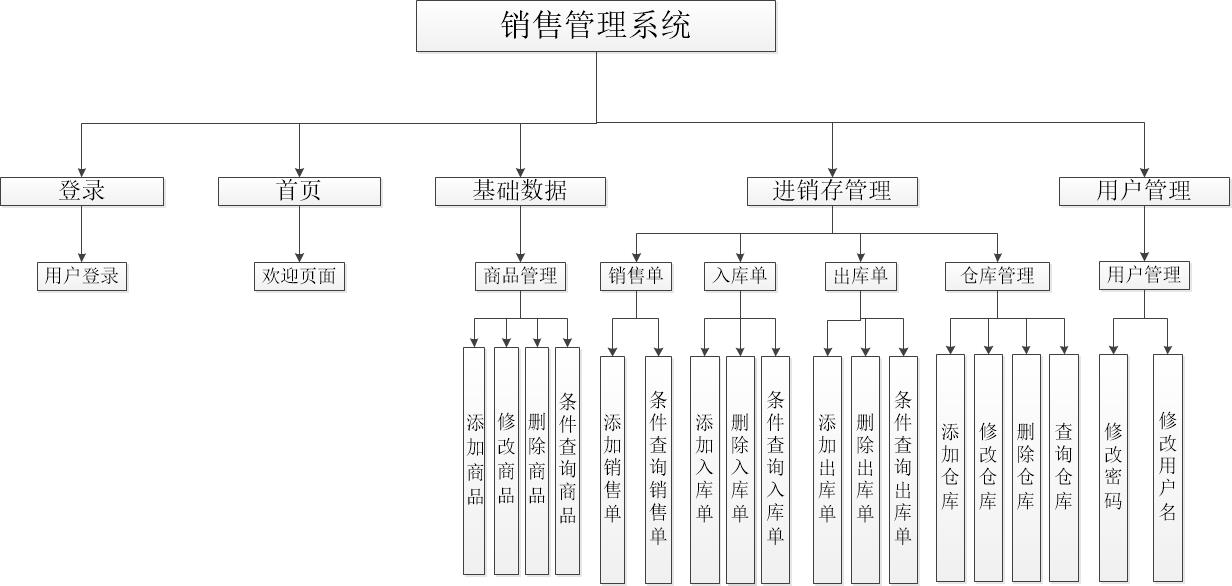 销售管理系统
登录
首页
基础数据
进销存管理
用户管理
用户登录
欢迎页面
商品管理
销售单
入库单
出库单
仓库管理
用户管理
添加商品
修改商品
删除商品
条件查询商品
添加销售单
条件查询销售单
添加入库单
删除入库单
条件查询入库单
添加出库单
删除出库单
条件查询出库单
添加仓库
修改仓库
删除仓库
查询仓库
修改密码
修改用户名